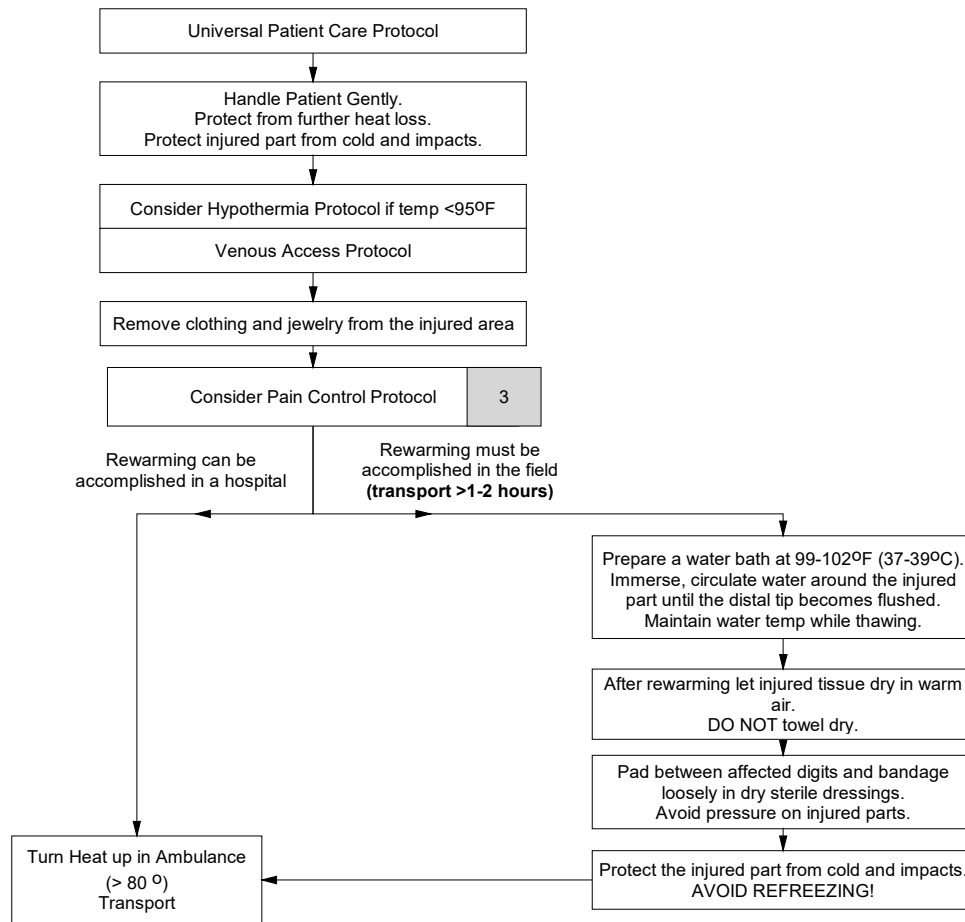 Universal Patient Care Protocol
Handle Patient Gently.
Protect from further heat loss.
Protect injured part from cold and impacts.
Consider Hypothermia Protocol if temp <95ºF
Venous Access Protocol
Remove clothing and jewelry from the injured area
Consider Pain Control Protocol
3
Rewarming can be
accomplished in a hospital
Rewarming must be
accomplished in the field
(transport >1-2 hours)
Prepare a water bath at 99-102ºF (37-39ºC).
Immerse, circulate water around the injured
part until the distal tip becomes flushed.
Maintain water temp while thawing.
After rewarming let injured tissue dry in warm
air.
DO NOT towel dry.
Pad between affected digits and bandage
loosely in dry sterile dressings.
Avoid pressure on injured parts.
Protect the injured part from cold and impacts.
AVOID REFREEZING!
Turn Heat up in Ambulance
(> 80 º)
Transport